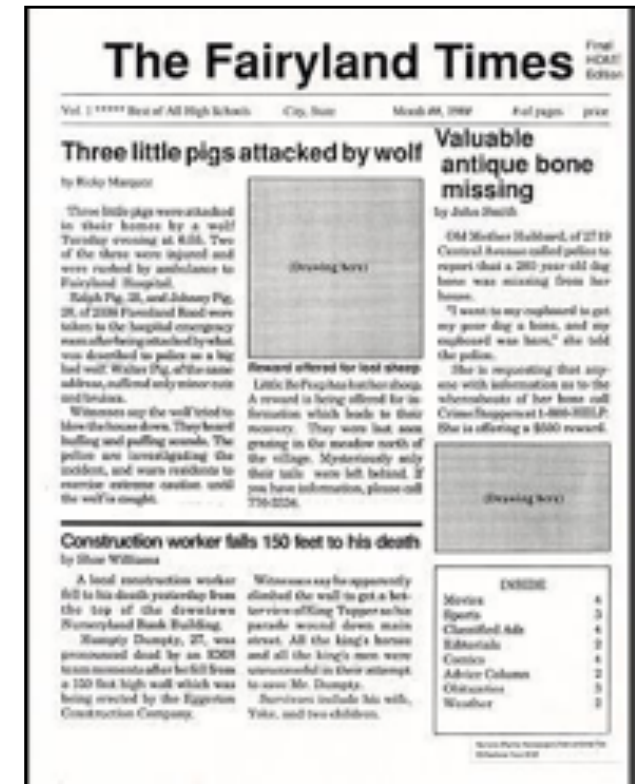 The Fairyland Times
Final
HOME
Edition
Vol. 1 ***** Best of All High Schools City, State Month ##, 19## # of pages price
Three little pigs attacked by wolf
by Ricky Marquez
Three little pigs were attacked
in their homes by a wolf
Tuesday evening at
Two
of the three were injured and
were rushed by ambulance to
Fairyland Hospital.
Ralph Pig, and Johnny Pig,
of Road were
taken to the hospital emergency
room after being attacked by what
was described to police as a big
bad wolf. Walter Pig, of the same
address, suffered only minor cuts
and bruises.
Witnesses say the wolf tried to
blow the house down. They heard
huffing and puffing sounds. The
police are investigating the
incident, and warn residents to
exercise extreme caution until
the wolf is caught.
(Drawing here)
Reward offered for lost sheep
Little Bo Peep has lost her sheep.
A reward is being offered for in-
formation which leads to their
recovery. They were last seen
grazing in the meadow north of
the village. Mysteriously only
their tails were left behind. If
you have information, please call
Valuable
antique bone
missing
by John Smith
Old Mother Hubbard, of 2719
Central Avenue called police to
report that a year old dog
bone was missing from her
house.
"I went to my cupboard to get
my poor dog a bone, and my
cupboard was bare," she told
the police.
She is requesting that any-
one with information as to the
whereabouts of her bone call
Crime Stoppers at 1-800-HELP.
She is offering a $500 reward.
(Drawing here)
Construction worker falls 150 feet to his death
by Williams
A local construction worker
fell to his death yesterday from
the top of the downtown
Nurseryland Bank Building.
Humpty Dumpty, 27, was
pronounced dead by an
team moments after he fell from
a 150 foot high wall which was
being erected by the Eggerton
Construction Company.
Witnesses say he apparently
climbed the wall to get a bet-
ter view of King Tupper as his
parade wound down main
street. All the king's horses
and all the king's men were
unsuccessful in their attempt
to save Mr. Dumpty.
Survivors include his wife,
Yoke, and two children.
INSIDE
Movies 4
Sports 3
Classified Ads 4
Editorials 2
Comics 4
Advice Column 2
Obituaries 3
Weather 2